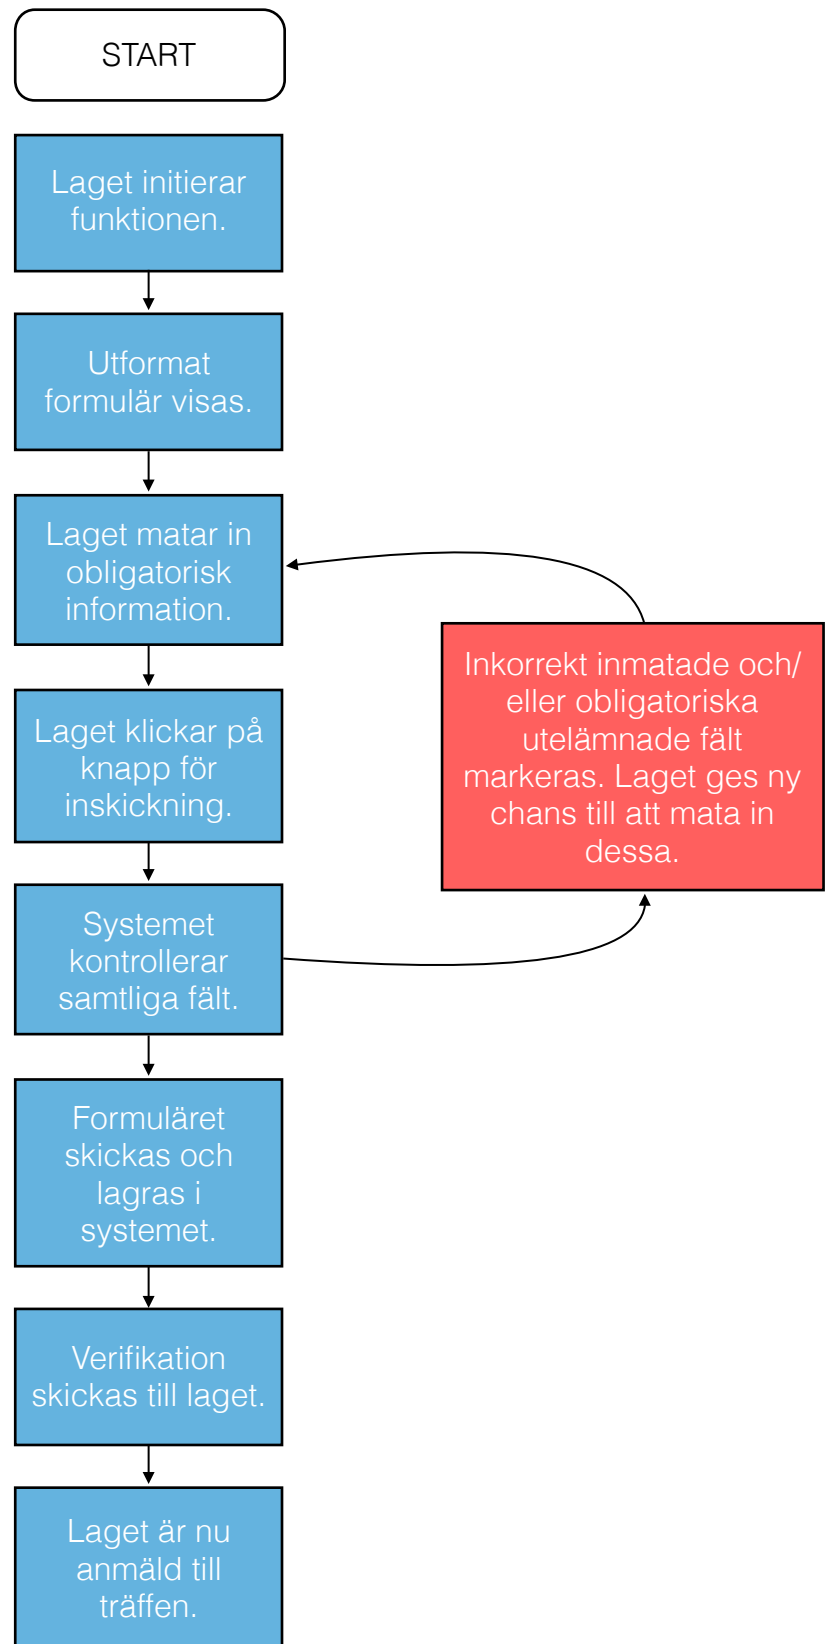 START
Laget initierar
funktionen.
Utformat
formulär visas.
Laget matar in
obligatorisk
information.
Laget klickar på
knapp för
inskickning.
Systemet
kontrollerar
samtliga fält.
Inkorrekt inmatade och/
eller obligatoriska
utelämnade fält
markeras. Laget ges ny
chans till att mata in
dessa.
Formuläret
skickas och
lagras i
systemet.
Verifikation
skickas till laget.
Laget är nu
anmäld till
träffen.